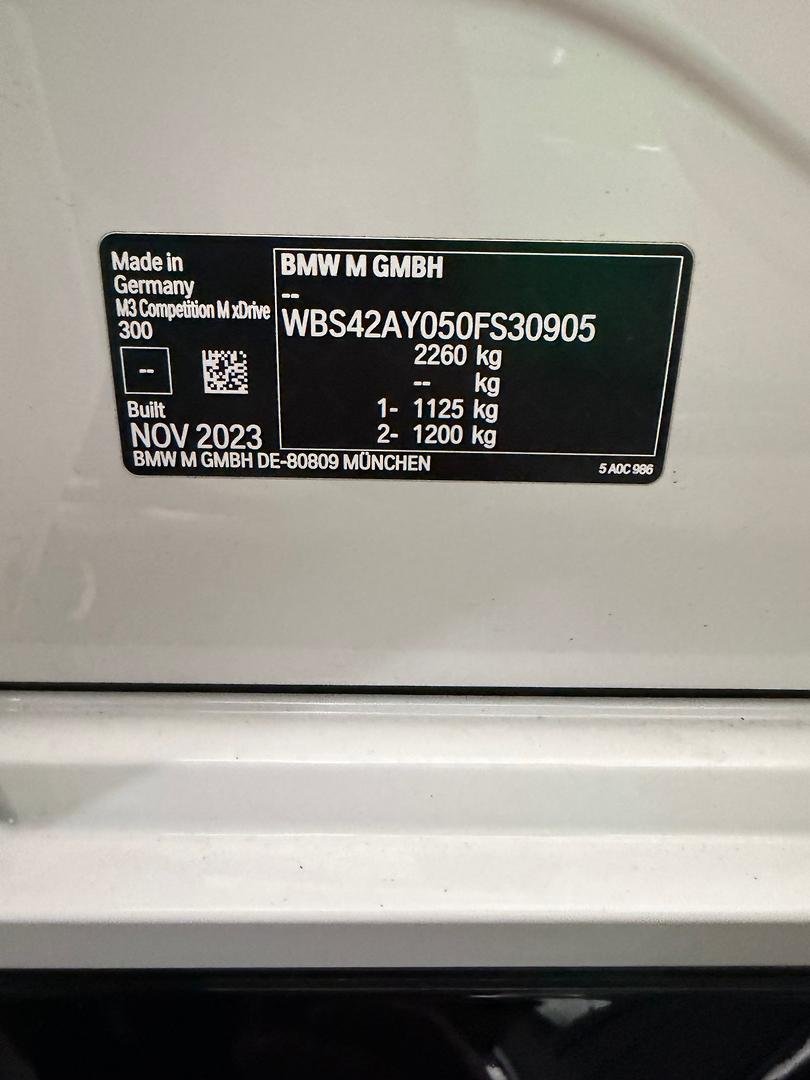 Made in
Germany
M3 Competition M xDrive
300
--
Built
NOV 2023
BMW M GMBH
--
WBS42AY050FS30905
2260 kg
-- kg
1- 1125 kg
2- 1200 kg
BMW M GMBH DE-80809 MÜNCHEN
5 A0C 986